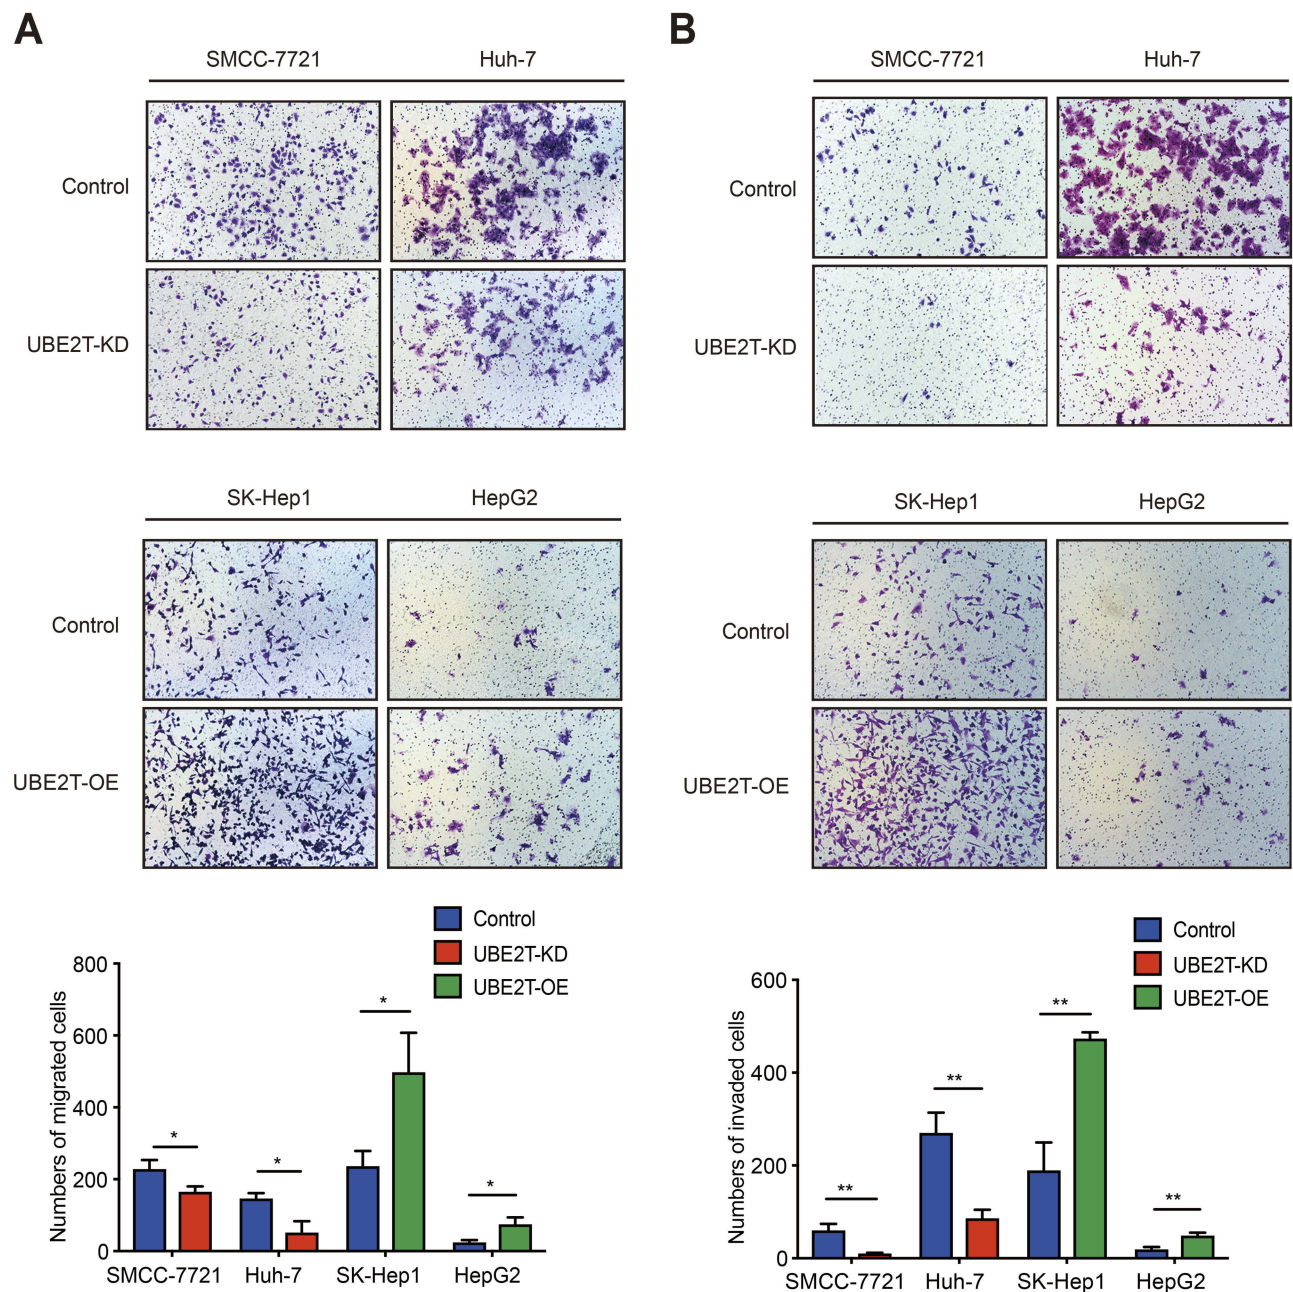 A
SMCC-7721 Huh-7
Control
UBE2T-KD
SK-Hep1 HepG2
Control
UBE2T-OE
Control
UBE2T-KD
UBE2T-OE
Numbers of migrated cells
800
600
400
200
0
* * * *
SMCC-7721 Huh-7 SK-Hep1 HepG2
B
SMCC-7721 Huh-7
Control
UBE2T-KD
SK-Hep1 HepG2
Control
UBE2T-OE
Control
UBE2T-KD
UBE2T-OE
Numbers of invaded cells
600
400
200
0
** ** ** **
SMCC-7721 Huh-7 SK-Hep1 HepG2